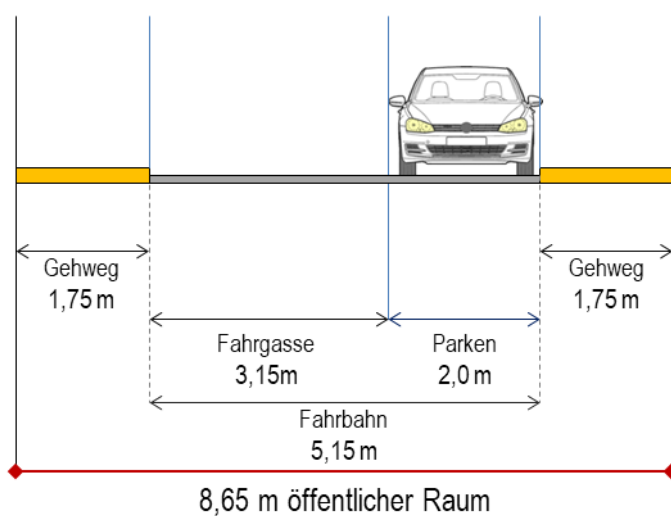 Gehweg
1,75 m
Gehweg
1,75 m
Fahrgasse
3,15m
Parken
2,0 m
Fahrbahn
5,15 m
8,65 m öffentlicher Raum